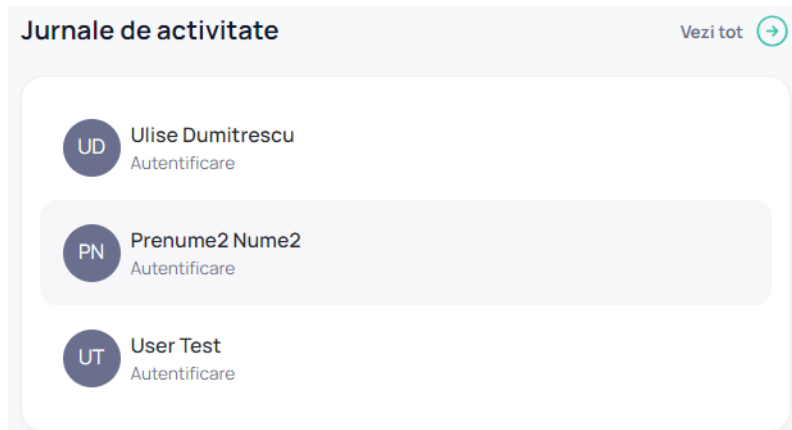 Jurnale de activitate
Vezi tot
UD
Ulise Dumitrescu
Autentificare
PN
Prenume2 Nume2
Autentificare
UT
User Test
Autentificare